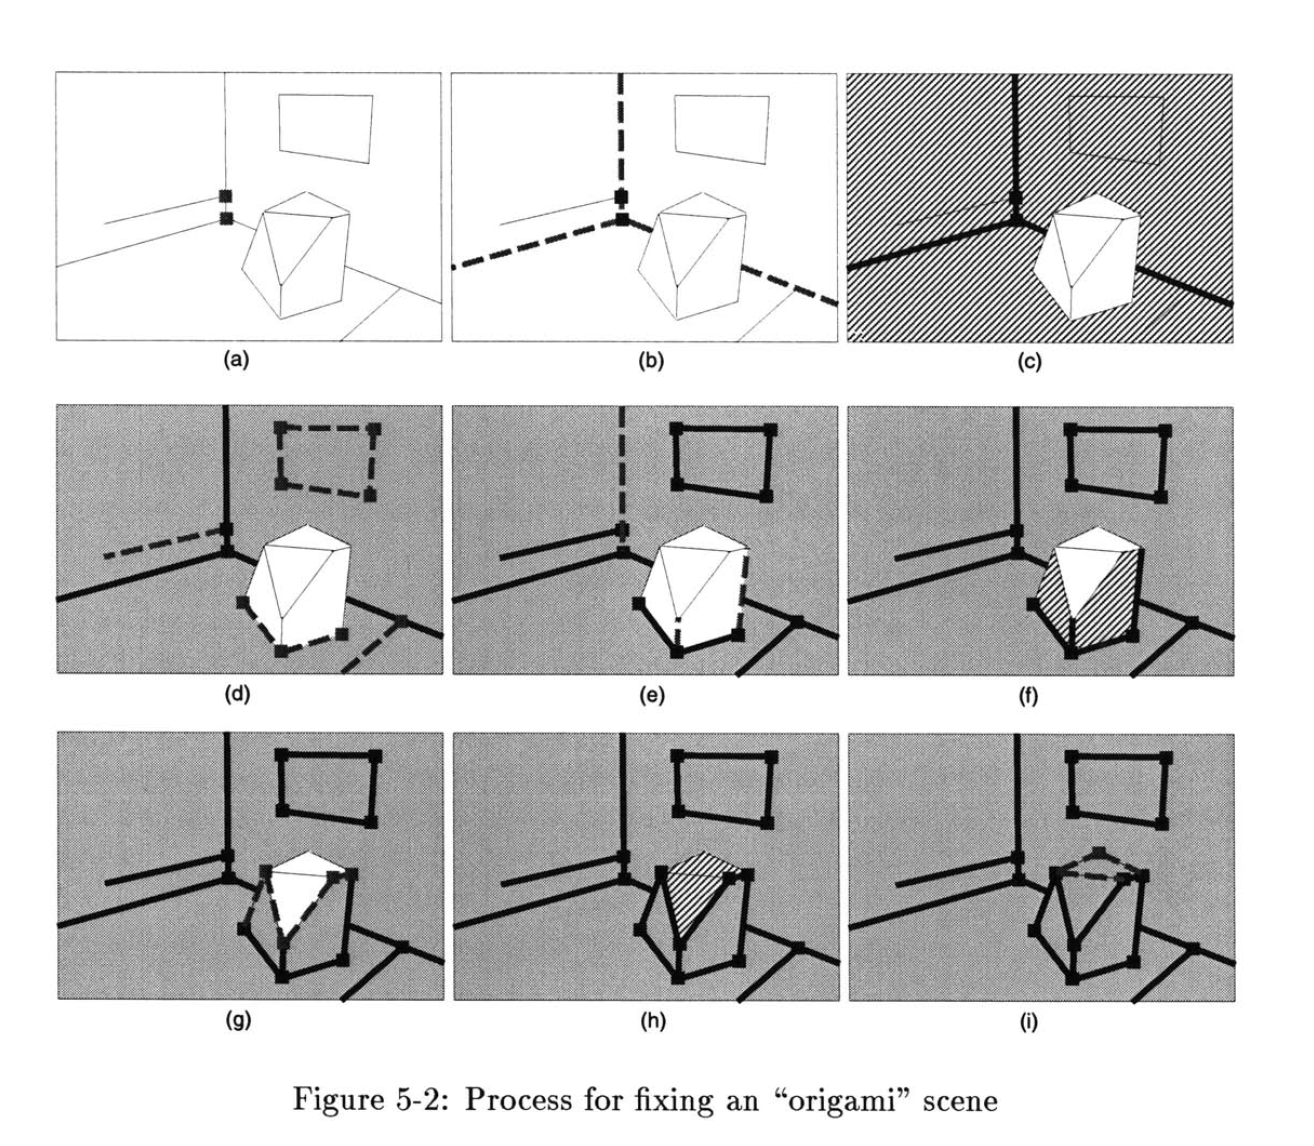 (a) (b) (c)
(d) (e) (f)
(g) (h) (i)
Figure 5-2: Process for fixing an “origami” scene